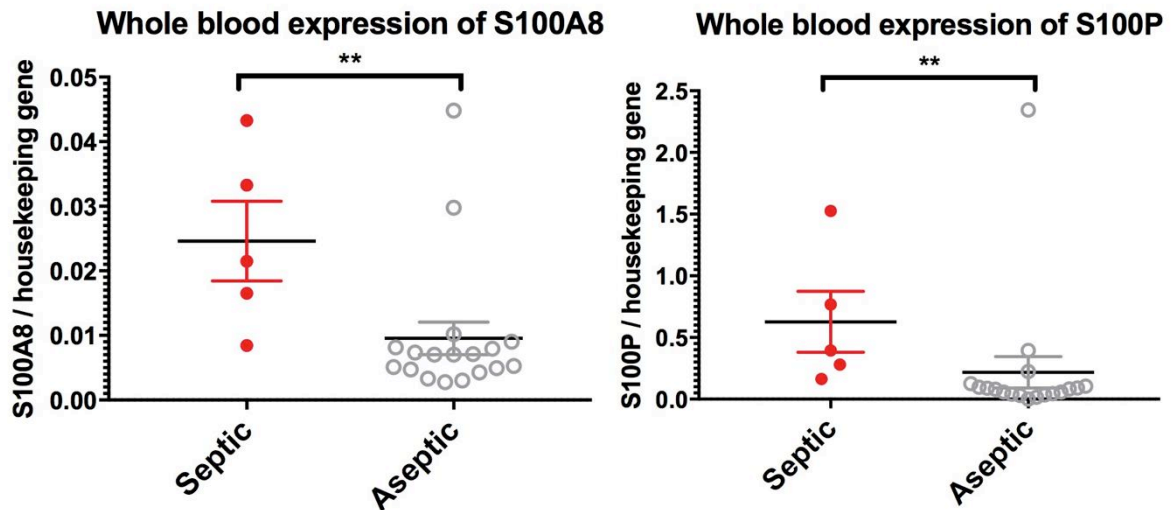 Whole blood expression of S100A8
**
S100A8 / housekeeping gene
0.05
0.04
0.03
0.02
0.01
0.00
Septic
Aseptic
Whole blood expression of S100P
**
S100P / housekeeping gene
2.5
2.0
1.5
1.0
0.5
0.0
Septic
Aseptic